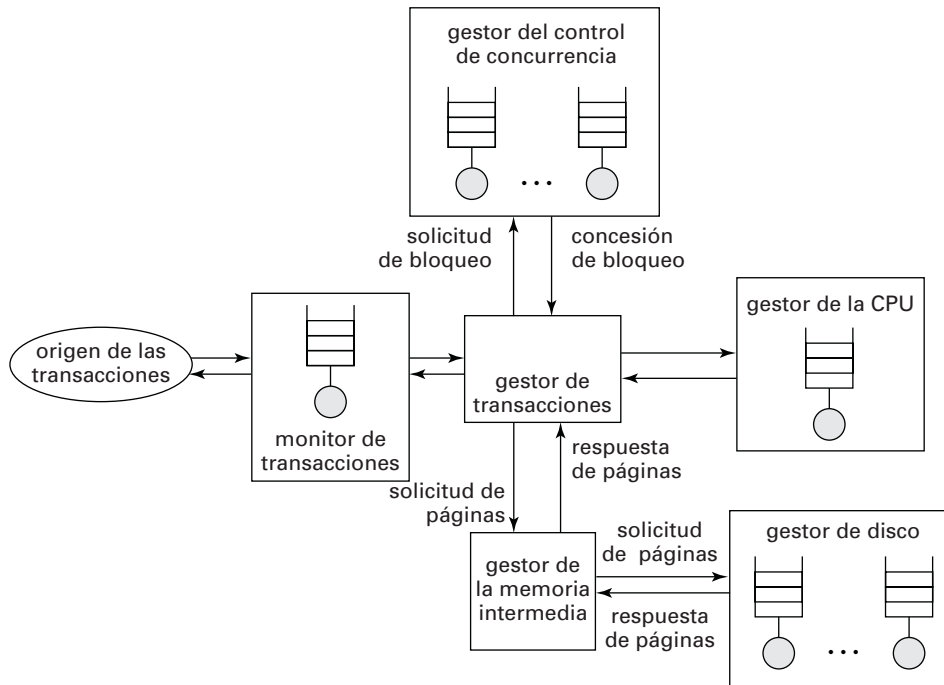 gestor del control
de concurrencia
solicitud
de bloqueo
concesión
de bloqueo
gestor de la CPU
origen de las
transacciones
gestor de
transacciones
monitor de
transacciones
respuesta
de páginas
solicitud de
páginas
gestor de
la memoria
intermedia
solicitud
de páginas
respuesta
de páginas
gestor de disco